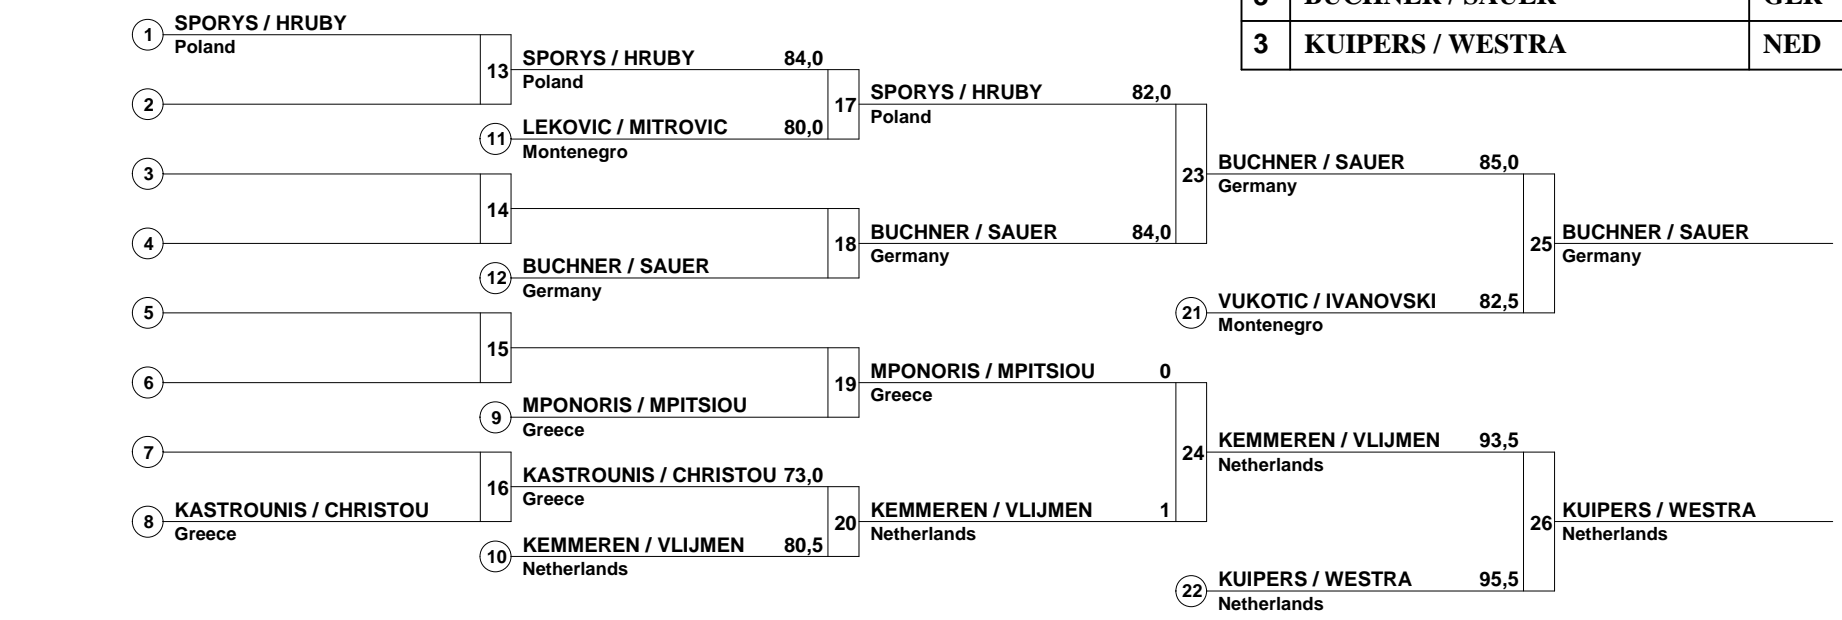 3 BUCHNER / SAUER GER
3 KUIPERS / WESTRA NED
1 SPORYS / HRUBY
Poland
2
3
4
5
6
7
8 KASTROUNIS / CHRISTOU
Greece
13 SPORYS / HRUBY 84,0
Poland
11 LEKOVIC / MITROVIC 80,0
Montenegro
14
12 BUCHNER / SAUER
Germany
15
9 MPONORIS / MPITSIOU
Greece
16 KASTROUNIS / CHRISTOU 73,0
Greece
10 KEMMEREN / VLIJMEN 80,5
Netherlands
17 SPORYS / HRUBY 82,0
Poland
18 BUCHNER / SAUER 84,0
Germany
19 MPONORIS / MPITSIOU 0
Greece
20 KEMMEREN / VLIJMEN 1
Netherlands
23 BUCHNER / SAUER 85,0
Germany
21 VUKOTIC / IVANOVSKI 82,5
Montenegro
24 KEMMEREN / VLIJMEN 93,5
Netherlands
22 KUIPERS / WESTRA 95,5
Netherlands
25 BUCHNER / SAUER
Germany
26 KUIPERS / WESTRA
Netherlands